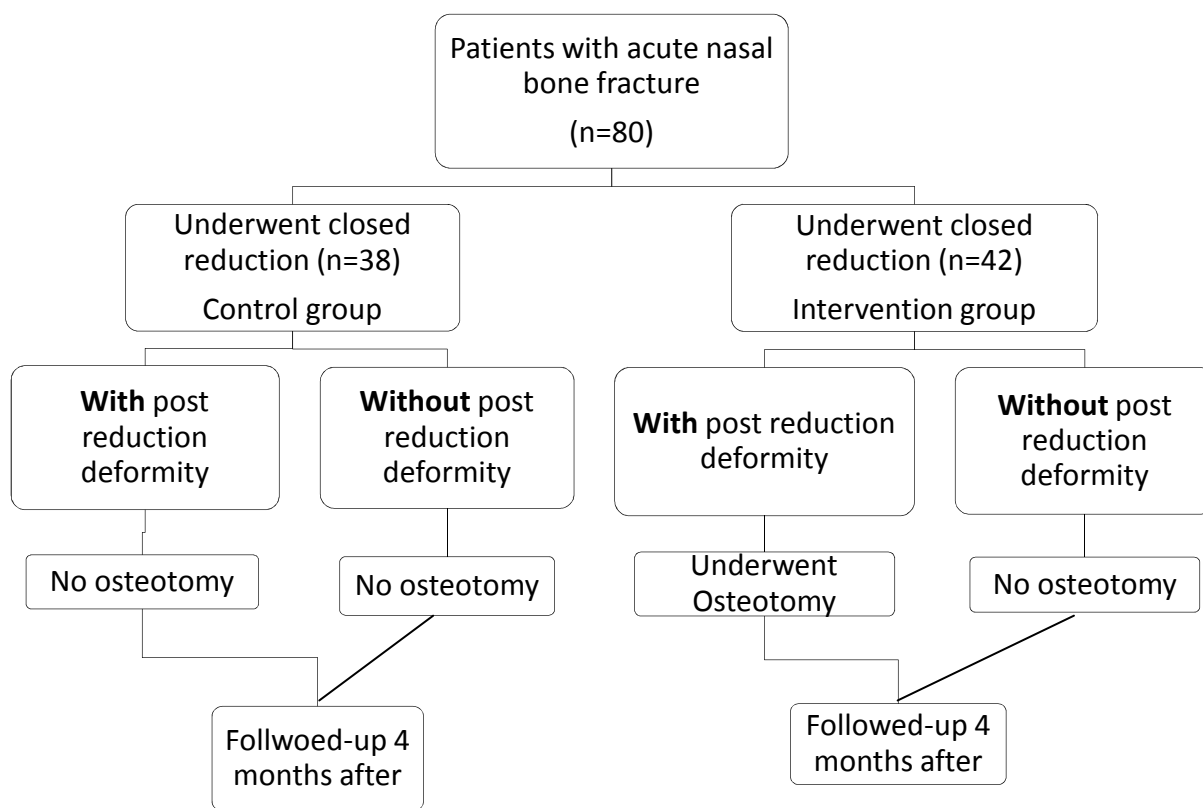 Patients with acute nasal
bone fracture
(n=80)
Underwent closed
reduction (n=38)
Control group
Underwent closed
reduction (n=42)
Intervention group
With post
reduction
deformity
Without post
reduction
deformity
With post reduction
deformity
Without post
reduction
deformity
No osteotomy
No osteotomy
Underwent
Osteotomy
No osteotomy
Follwoed-up 4
months after
Followed-up 4
months after